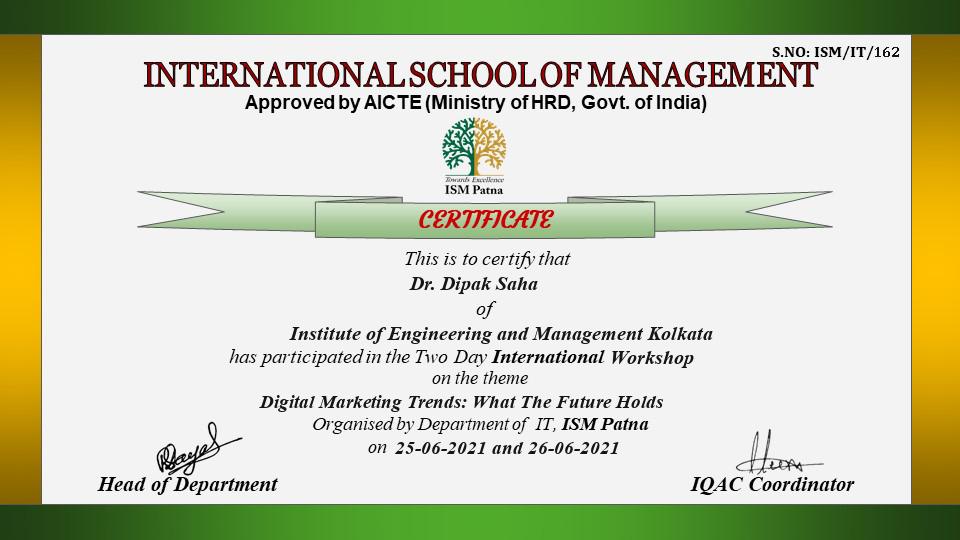 S.NO: ISM/IT/162
INTERNATIONAL SCHOOL OF MANAGEMENT
Approved by AICTE (Ministry of HRD, Govt. of India)
Towards Excellence
ISM Patna
CERTIFICATE
This is to certify that
Dr. Dipak Saha
of
Institute of Engineering and Management Kolkata
has participated in the Two Day International Workshop
on the theme
Digital Marketing Trends: What The Future Holds
Organised by Department of IT, ISM Patna
on 25-06-2021 and 26-06-2021
Head of Department
IQAC Coordinator